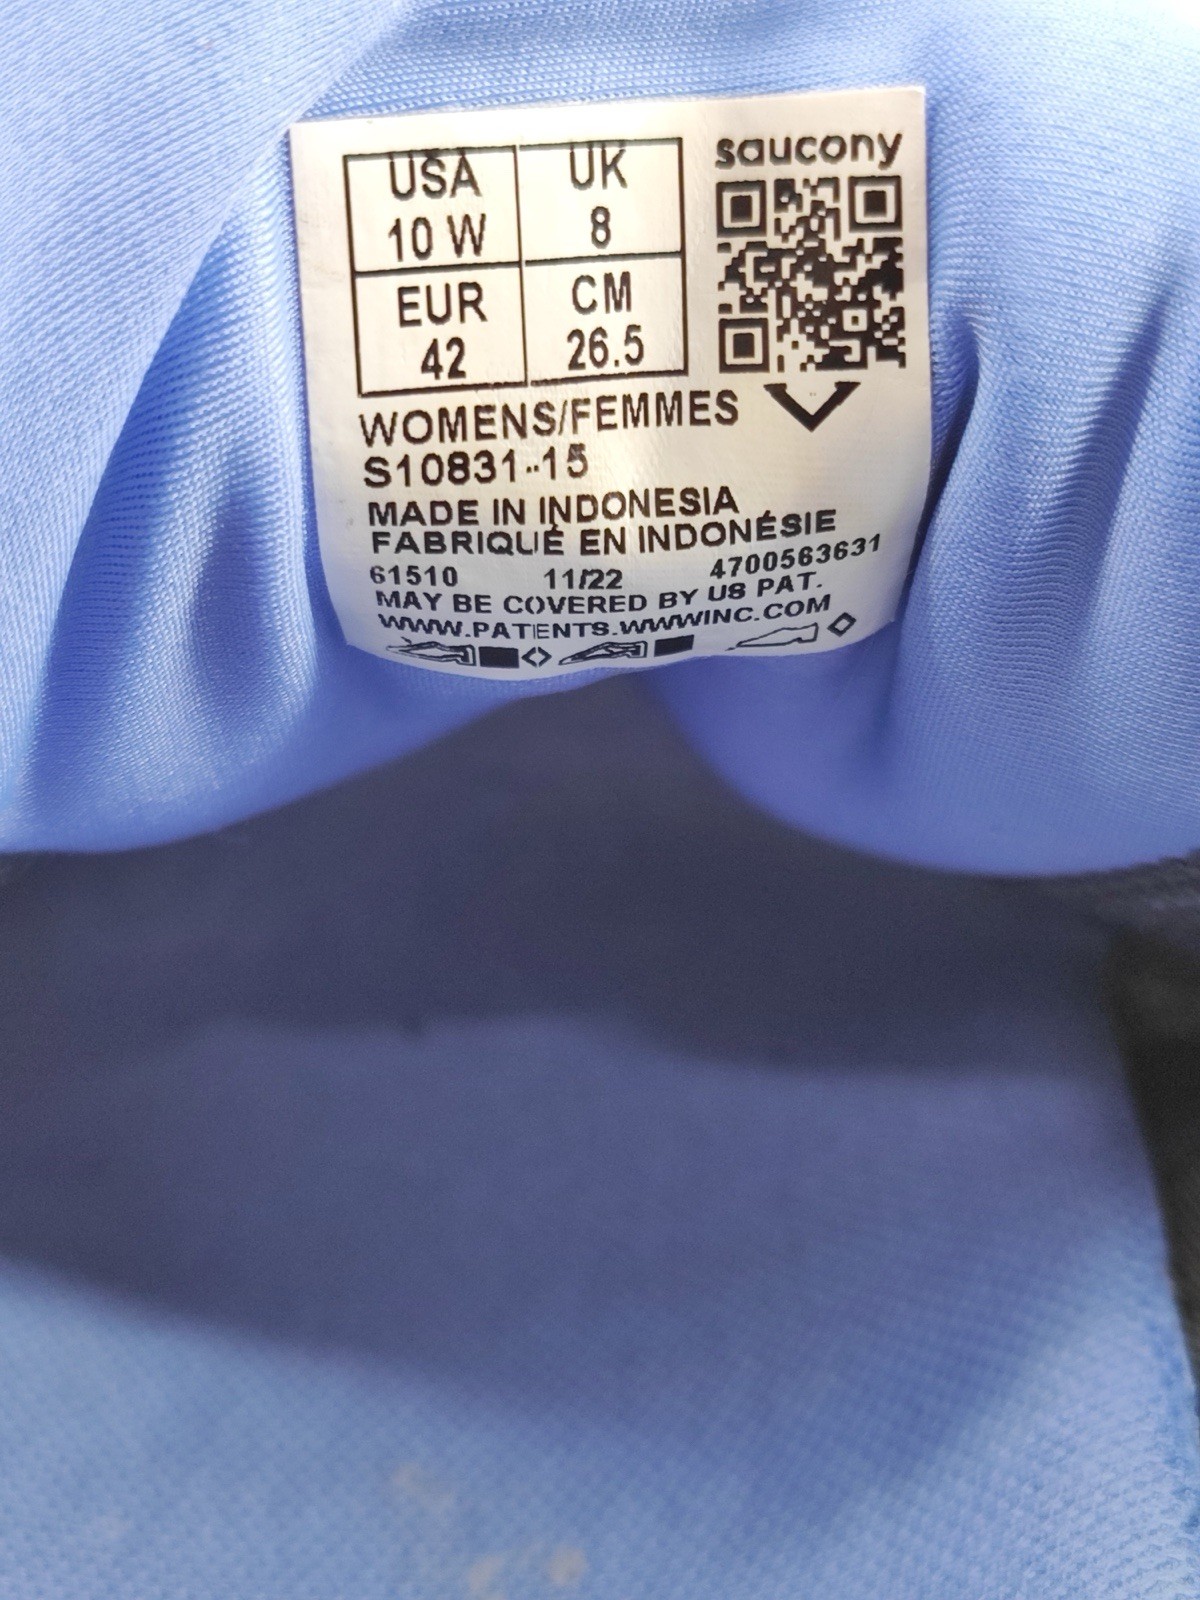 saucony
USA
10 W
UK
8
EUR
42
CM
26.5
WOMENS/FEMMES
S10831-15
MADE IN INDONESIA
FABRIQUÉ EN INDONÉSIE
61510 11/22 4700563631
MAY BE COVERED BY US PAT.
WWW.PATENTS.WWWINC.COM